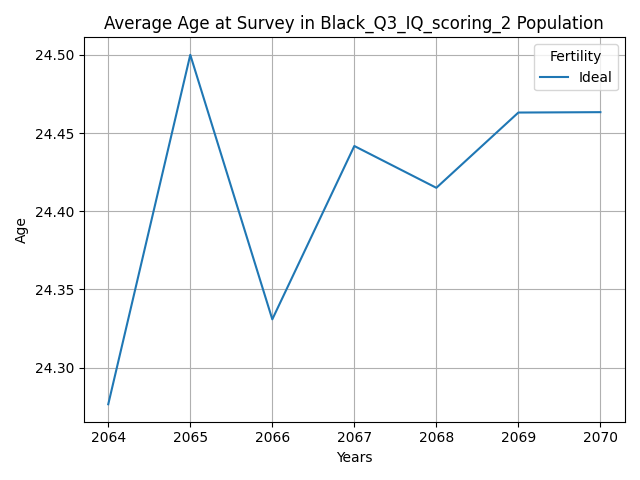 Average Age at Survey in Black_Q3_IQ_scoring_2 Population
Fertility
Ideal
24.50
24.45
24.40
24.35
24.30
Age
2064 2065 2066 2067 2068 2069 2070
Years